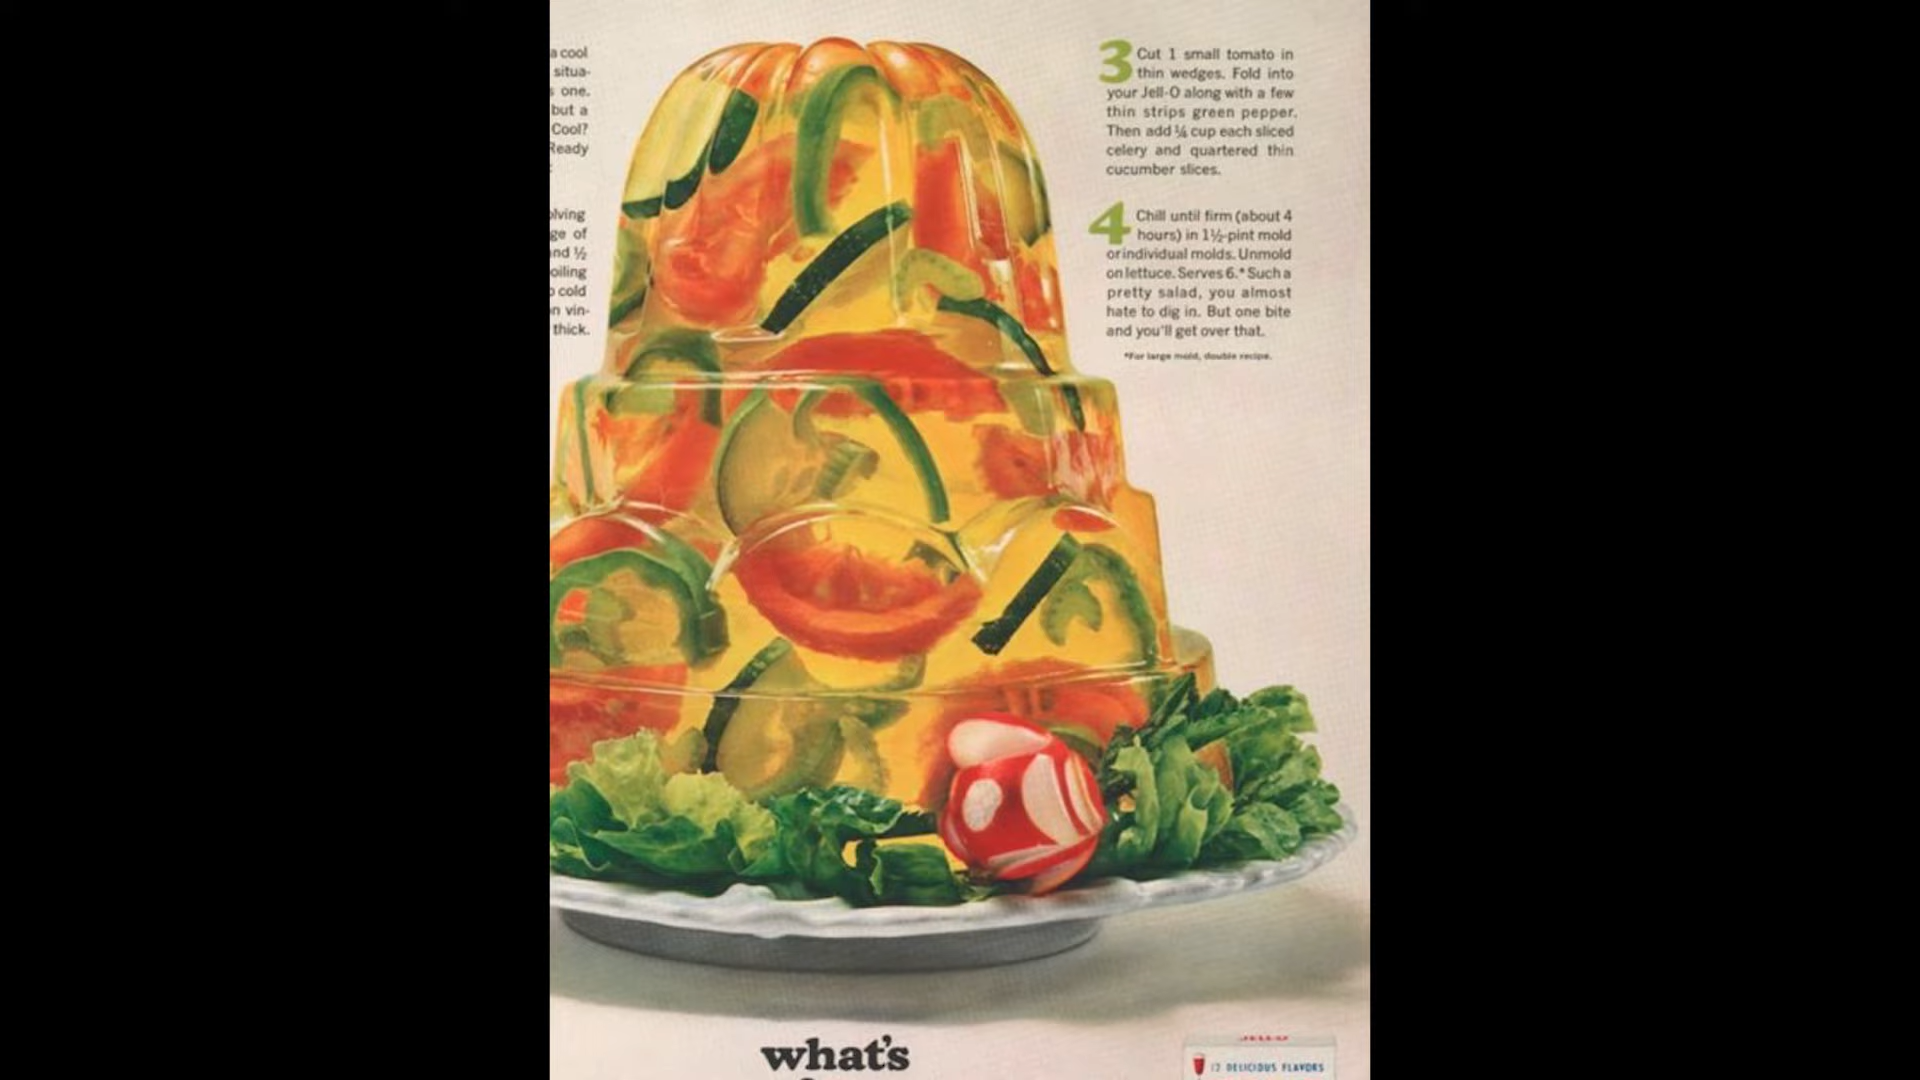 a cool
situa-
one.
but a
Cool?
Ready
olving
ge of
and ½
oiling
cold
n vin-
thick.
3 Cut 1 small tomato in
thin wedges. Fold into
your Jell-O along with a few
thin strips green pepper.
Then add ¼ cup each sliced
celery and quartered thin
cucumber slices.
4 Chill until firm (about 4
hours) in 1½-pint mold
or individual molds. Unmold
on lettuce. Serves 6.* Such a
pretty salad, you almost
hate to dig in. But one bite
and you'll get over that.
*For large mold, double recipe.
what's
JELL-O
12 DELICIOUS FLAVORS